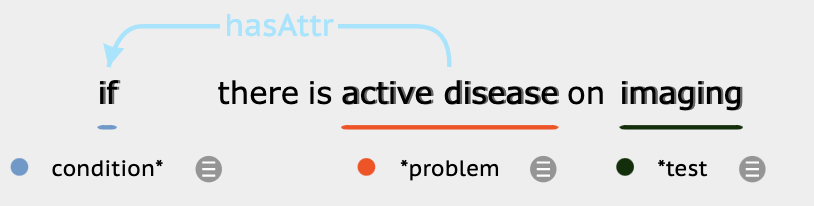 hasAttr
if there is active disease on imaging
condition* *problem *test